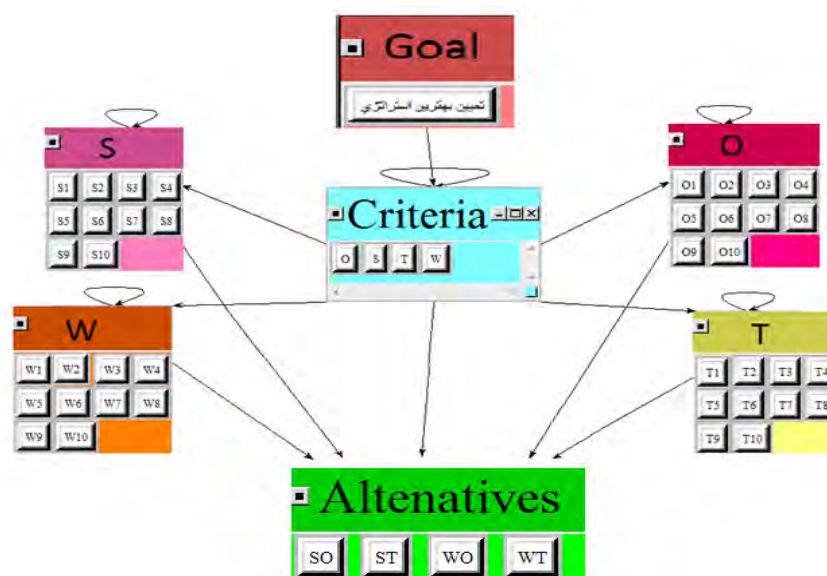 Goal
تعیین بهترین استراتژی
S
S1 S2 S3 S4
S5 S6 S7 S8
S9 S10
O
O1 O2 O3 O4
O5 O6 O7 O8
O9 O10
Criteria
O S T W
W
W1 W2 W3 W4
W5 W6 W7 W8
W9 W10
T
T1 T2 T3 T4
T5 T6 T7 T8
T9 T10
Altenatives
SO ST WO WT